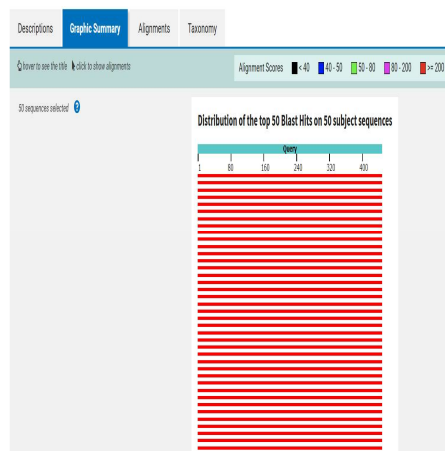 Descriptions Graphic Summary Alignments Taxonomy
hover to see the title click to show alignments
Alignment Scores < 40 40 - 50 50 - 80 80 - 200 >= 200
50 sequences selected ?
Distribution of the top 50 Blast Hits on 50 subject sequences
Query
1 80 160 240 320 400